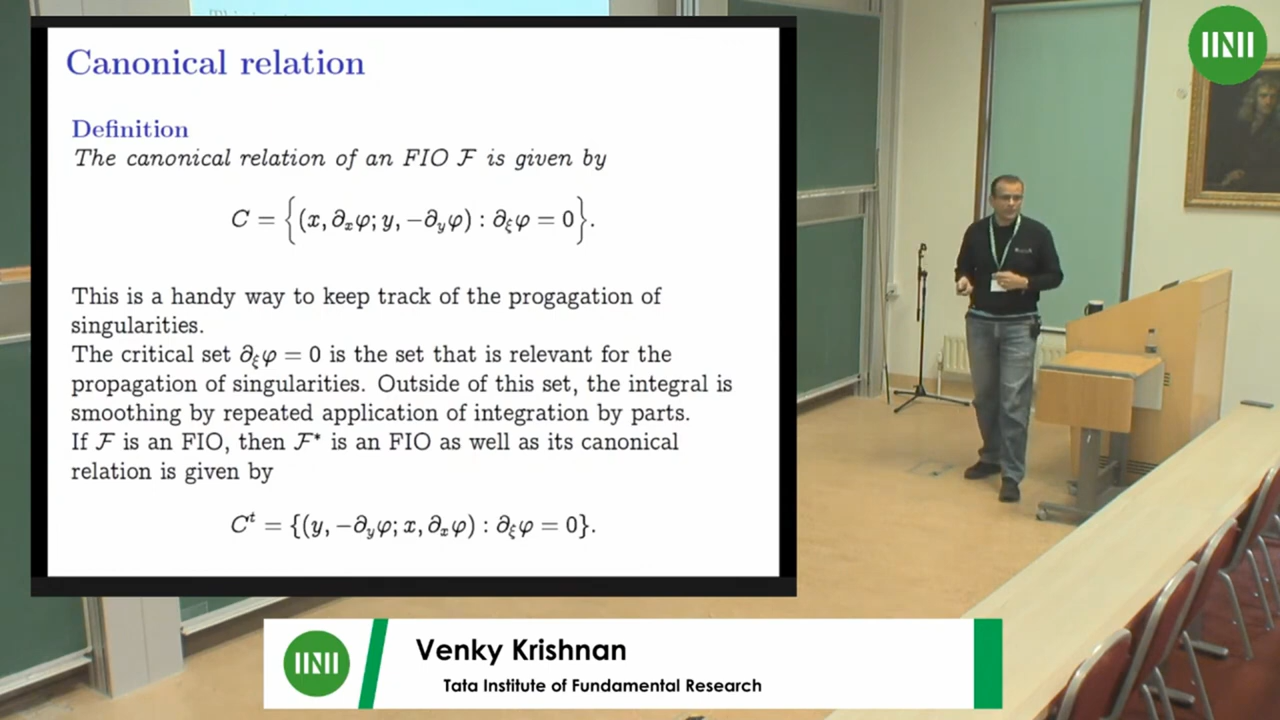 Canonical relation
Definition
The canonical relation of an FIO ℱ is given by
C = {(x, ∂ₓφ; y, −∂_yφ) : ∂_ξφ = 0}.
This is a handy way to keep track of the progagation of
singularities.
The critical set ∂_ξφ = 0 is the set that is relevant for the
propagation of singularities. Outside of this set, the integral is
smoothing by repeated application of integration by parts.
If ℱ is an FIO, then ℱ* is an FIO as well as its canonical
relation is given by
Cᵗ = {(y, −∂_yφ; x, ∂ₓφ) : ∂_ξφ = 0}.
Venky Krishnan
Tata Institute of Fundamental Research